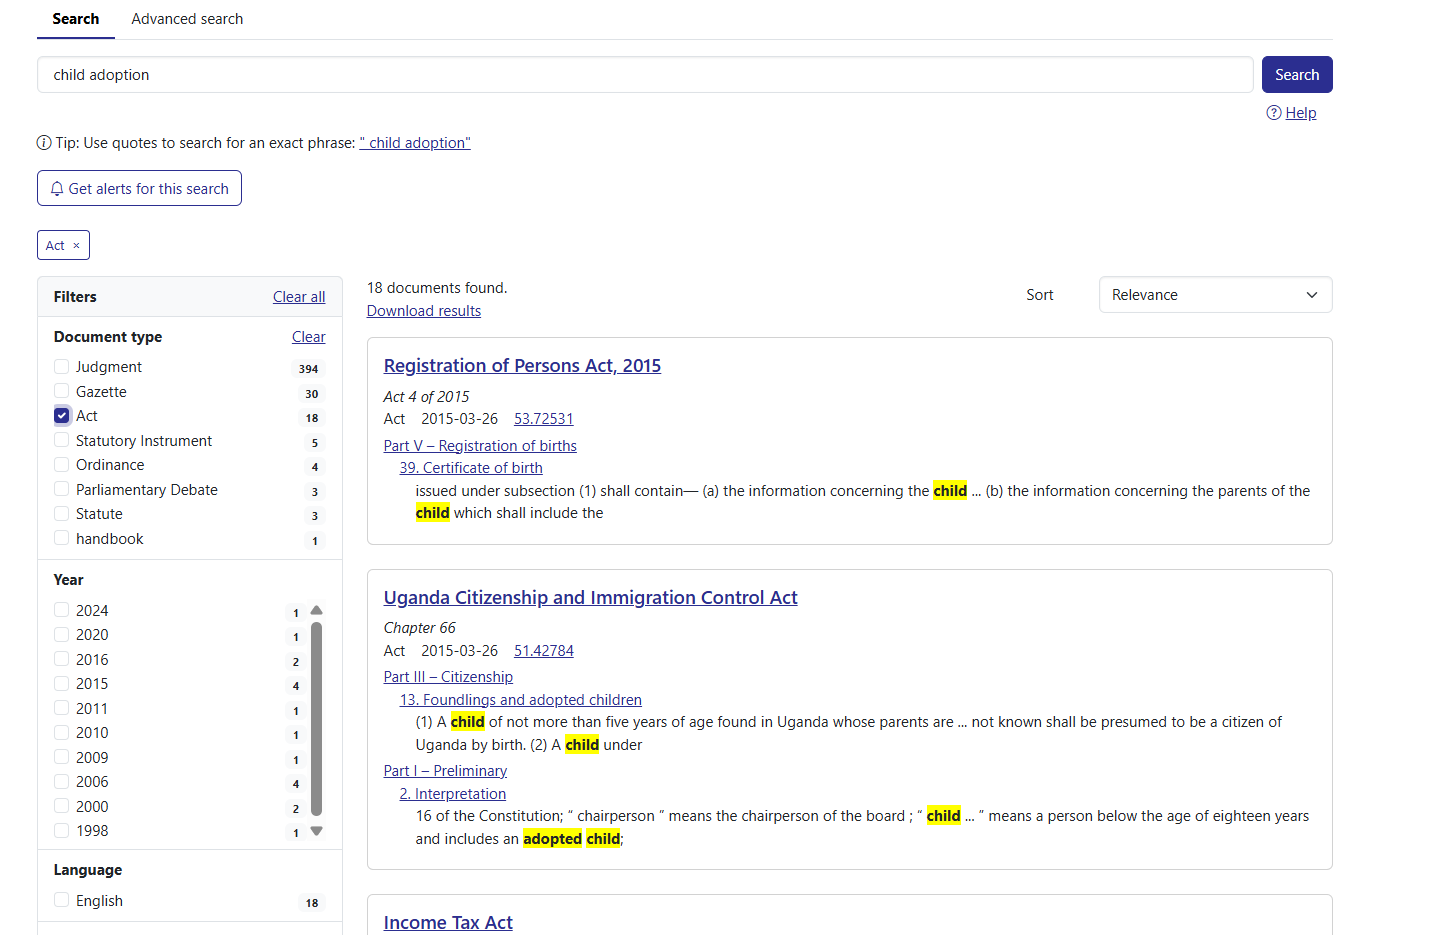 Search Advanced search
child adoption Search
Help
Tip: Use quotes to search for an exact phrase: " child adoption"
Get alerts for this search
Act ×
Filters Clear all
Document type Clear
Judgment 394
Gazette 30
Act 18
Statutory Instrument 5
Ordinance 4
Parliamentary Debate 3
Statute 3
handbook 1
Year
2024 1
2020 1
2016 2
2015 4
2011 1
2010 1
2009 1
2006 4
2000 2
1998 1
Language
English 18
18 documents found.
Download results
Sort Relevance
Registration of Persons Act, 2015
Act 4 of 2015
Act 2015-03-26 53.72531
Part V – Registration of births
39. Certificate of birth
issued under subsection (1) shall contain— (a) the information concerning the child ... (b) the information concerning the parents of the
child which shall include the
Uganda Citizenship and Immigration Control Act
Chapter 66
Act 2015-03-26 51.42784
Part III – Citizenship
13. Foundlings and adopted children
(1) A child of not more than five years of age found in Uganda whose parents are ... not known shall be presumed to be a citizen of
Uganda by birth. (2) A child under
Part I – Preliminary
2. Interpretation
16 of the Constitution; “ chairperson ” means the chairperson of the board ; “ child ... ” means a person below the age of eighteen years
and includes an adopted child;
Income Tax Act